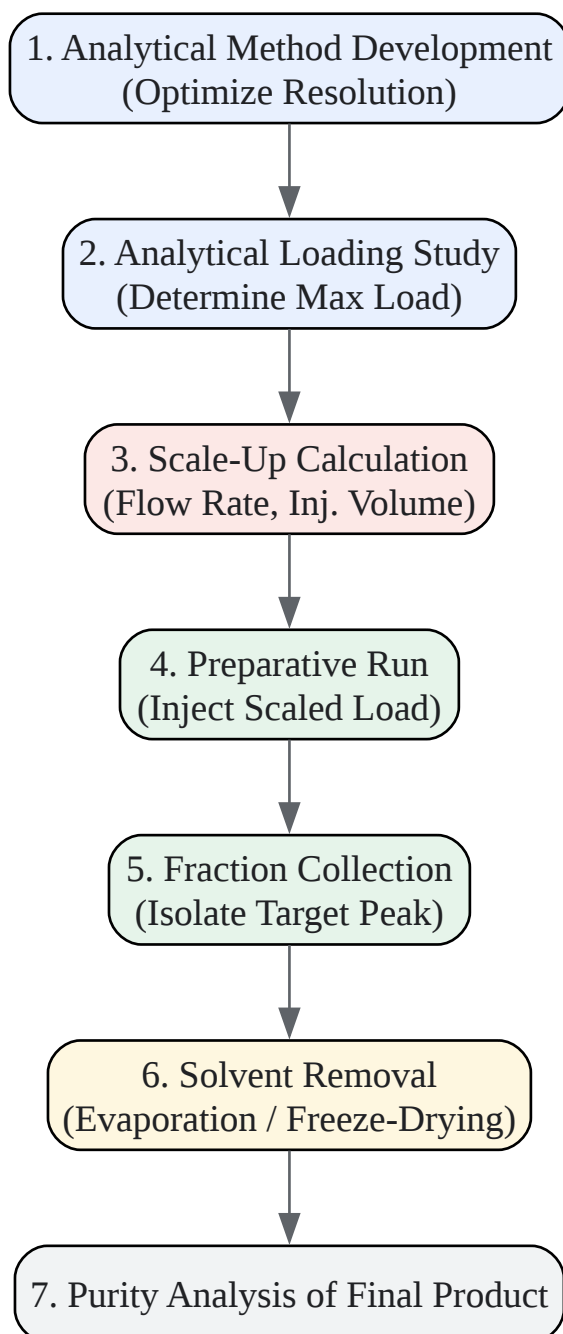 1. Analytical Method Development
(Optimize Resolution)
2. Analytical Loading Study
(Determine Max Load)
3. Scale-Up Calculation
(Flow Rate, Inj. Volume)
4. Preparative Run
(Inject Scaled Load)
5. Fraction Collection
(Isolate Target Peak)
6. Solvent Removal
(Evaporation / Freeze-Drying)
7. Purity Analysis of Final Product